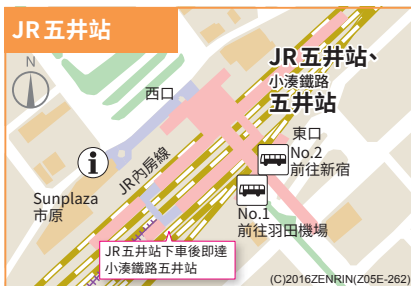 JR五井站
N
JR五井站、
小湊鐵路
五井站
西口
東口
No.2
前往新宿
JR內房線
Sunplaza
市原
No.1
前往羽田機場
JR五井站下車後即達
小湊鐵路五井站
(C)2016ZENRIN(Z05E-262)